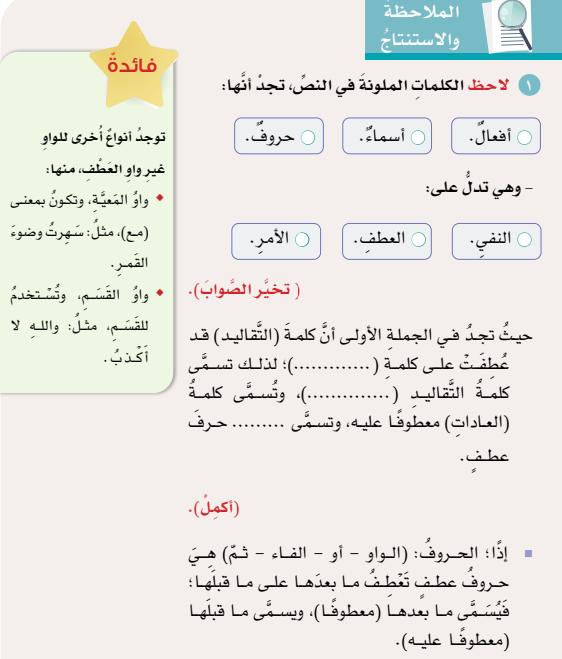 الملاحظةُ
والاستنتاجُ
١ لاحظ الكلماتِ الملونةَ في النصِّ، تجدْ أنَّها:
أفعالٌ. أسماءٌ. حروفٌ.
– وهي تدلُّ على:
النفيِ. العطفِ. الأمرِ.
( تخيَّر الصَّوابَ).
حيثُ تجدُ في الجملةِ الأولى أنَّ كلمةَ (التَّقاليد) قد
عُطِفَتْ على كلمةِ (.............)؛ لذلك تسمَّى
كلمةُ التَّقاليدِ (..............)، وتُسمَّى كلمةُ
(العاداتِ) معطوفًا عليه، وتسمَّى ......... حرفَ
عطفٍ.
(أكمِلْ).
إذًا؛ الحروفُ: (الواو – أو – الفاء – ثمّ) هِيَ
حروفُ عطفٍ تَعْطِفُ ما بعدَها على ما قبلَها؛
فَيُسَمَّى ما بعدها (معطوفًا)، ويسمَّى ما قبلَها
(معطوفًا عليه).
فائدةٌ
توجدُ أنواعٌ أُخرى للواوِ
غيرِ واوِ العَطْفِ، منها:
واوُ المَعيَّةِ، وتكونُ بمعنى
(مع)، مثلُ: سَهِرتُ وضوءَ
القَمرِ.
واوُ القَسَمِ، وتُسْتخدمُ
للقَسَمِ، مثلُ: واللهِ لا
أَكْذبُ.